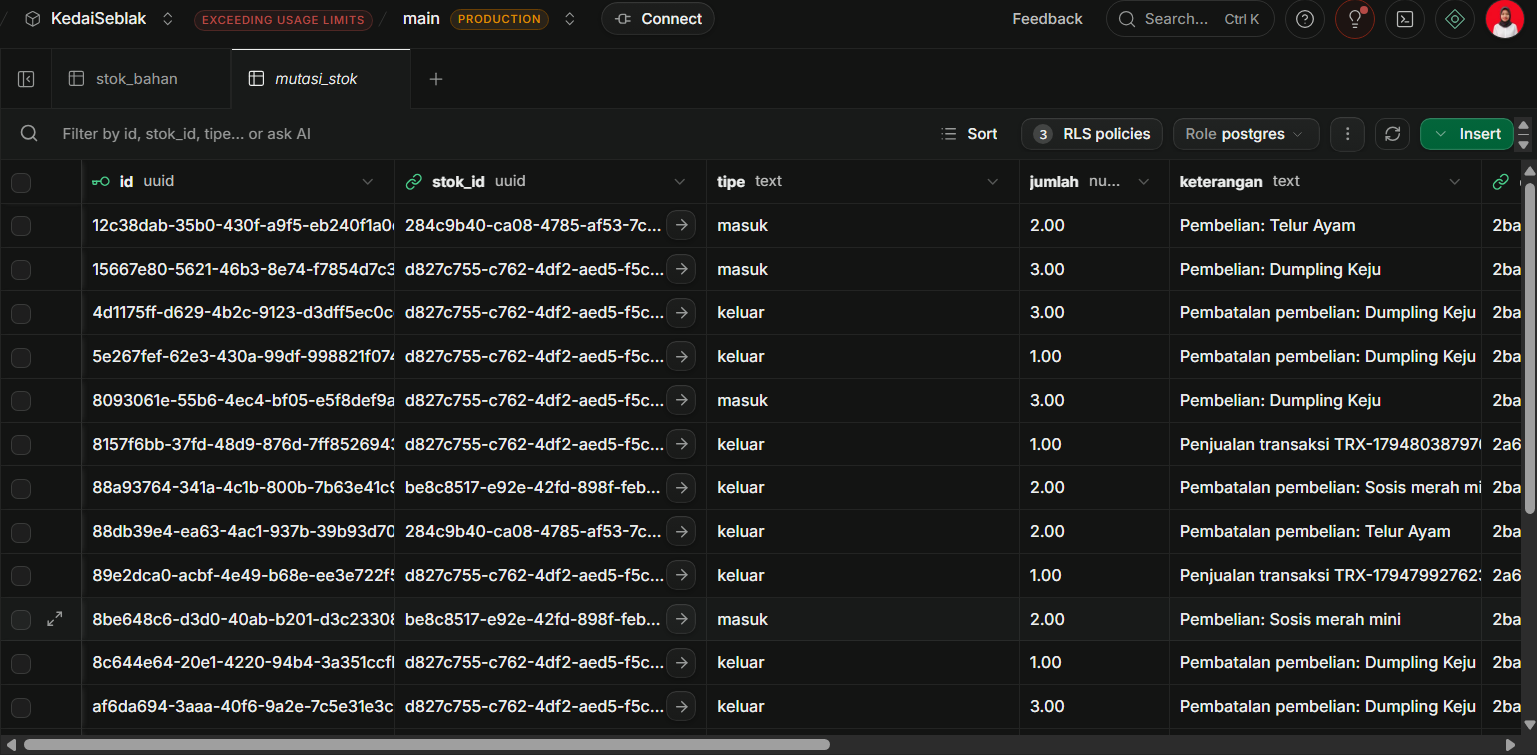 KedaiSeblak EXCEEDING USAGE LIMITS / main PRODUCTION Connect Feedback Search... Ctrl K
stok_bahan mutasi_stok +
Filter by id, stok_id, tipe... or ask AI Sort 3 RLS policies Role postgres Insert
id uuid stok_id uuid tipe text jumlah nu... keterangan text
12c38dab-35b0-430f-a9f5-eb240f1a0 284c9b40-ca08-4785-af53-7c... masuk 2.00 Pembelian: Telur Ayam 2ba
15667e80-5621-46b3-8e74-f7854d7c3 d827c755-c762-4df2-aed5-f5c... masuk 3.00 Pembelian: Dumpling Keju 2ba
4d1175ff-d629-4b2c-9123-d3dff5ec0c d827c755-c762-4df2-aed5-f5c... keluar 3.00 Pembatalan pembelian: Dumpling Keju 2ba
5e267fef-62e3-430a-99df-998821f074 d827c755-c762-4df2-aed5-f5c... keluar 1.00 Pembatalan pembelian: Dumpling Keju 2ba
8093061e-55b6-4ec4-bf05-e5f8def9a d827c755-c762-4df2-aed5-f5c... masuk 3.00 Pembelian: Dumpling Keju 2ba
8157f6bb-37fd-48d9-876d-7ff8526943 d827c755-c762-4df2-aed5-f5c... keluar 1.00 Penjualan transaksi TRX-179480387976 2a6
88a93764-341a-4c1b-800b-7b63e41c9 be8c8517-e92e-42fd-898f-feb... keluar 2.00 Pembatalan pembelian: Sosis merah mi 2ba
88db39e4-ea63-4ac1-937b-39b93d70 284c9b40-ca08-4785-af53-7c... keluar 2.00 Pembatalan pembelian: Telur Ayam 2ba
89e2dca0-acbf-4e49-b68e-ee3e722f5 d827c755-c762-4df2-aed5-f5c... keluar 1.00 Penjualan transaksi TRX-179479927623 2a6
8be648c6-d3d0-40ab-b201-d3c23308 be8c8517-e92e-42fd-898f-feb... masuk 2.00 Pembelian: Sosis merah mini 2ba
8c644e64-20e1-4220-94b4-3a351ccf d827c755-c762-4df2-aed5-f5c... keluar 1.00 Pembatalan pembelian: Dumpling Keju 2ba
af6da694-3aaa-40f6-9a2e-7c5e31e3c d827c755-c762-4df2-aed5-f5c... keluar 3.00 Pembatalan pembelian: Dumpling Keju 2ba